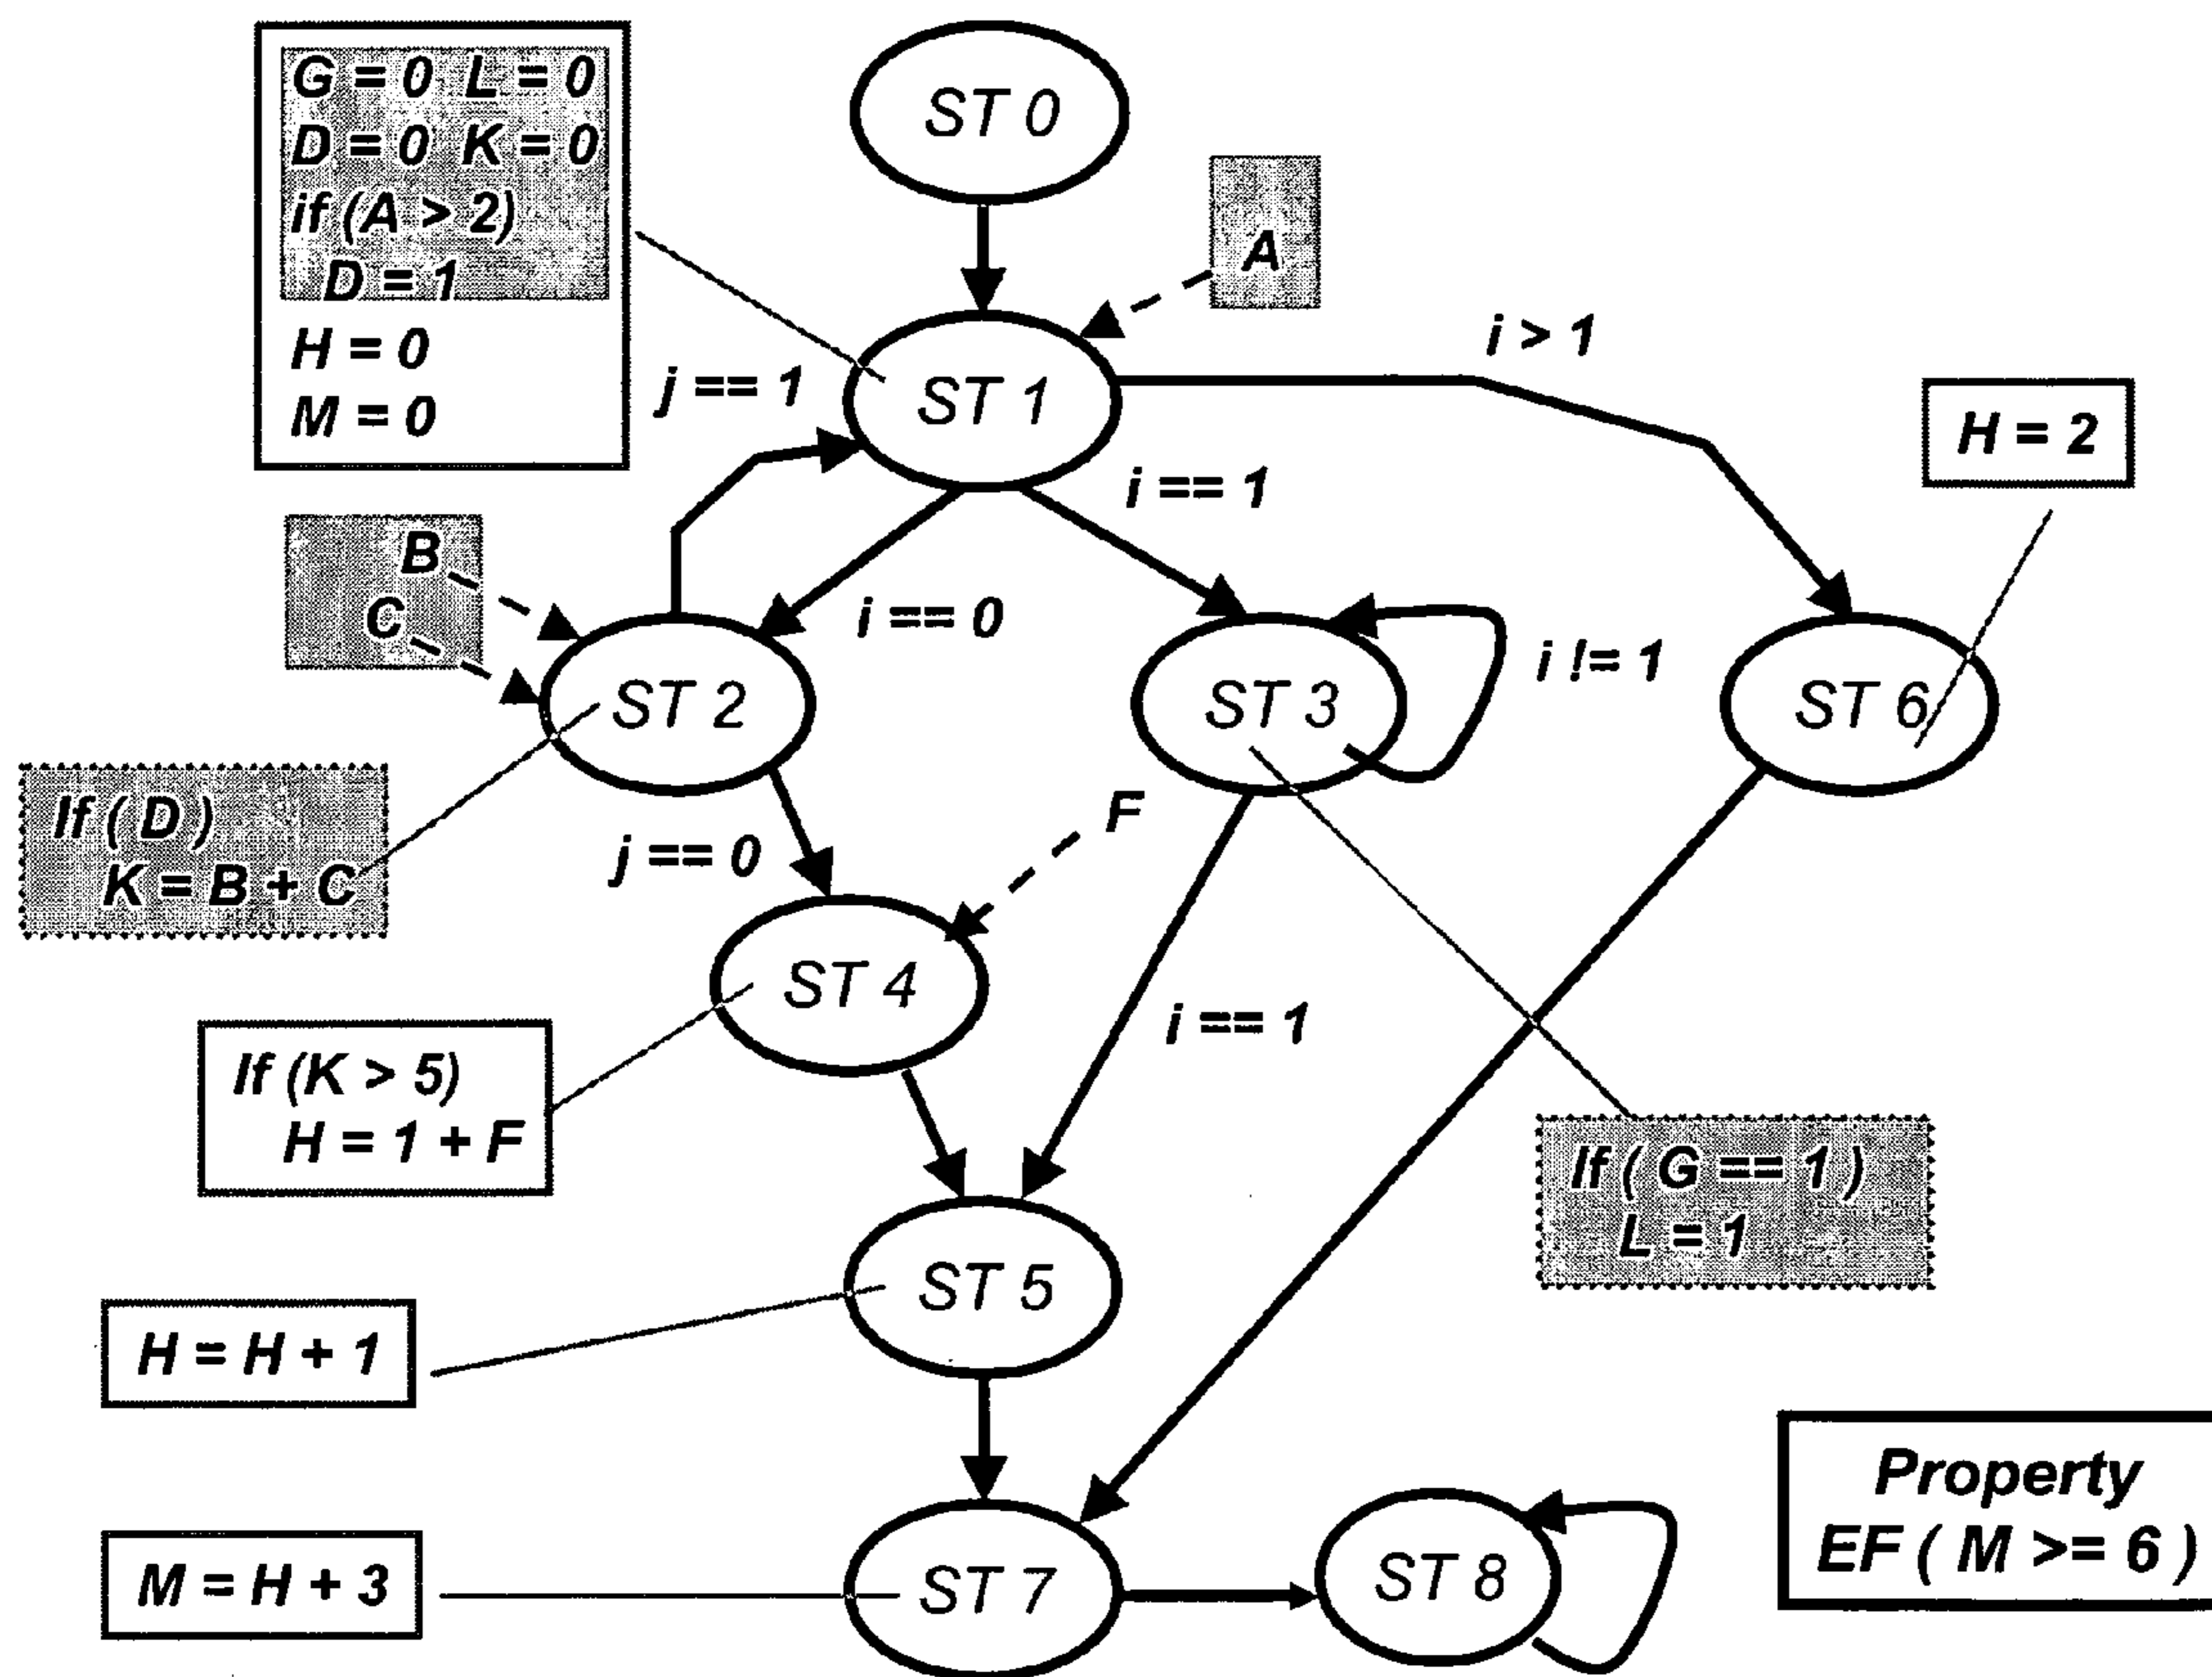 G = 0 L = 0
D = 0 K = 0
if (A > 2)
D = 1
H = 0
M = 0
ST 0
A
i > 1
j == 1
ST 1
H = 2
i == 1
B
C
i == 0
i != 1
ST 2
ST 3
ST 6
If ( D )
K = B + C
j == 0
F
ST 4
i == 1
If (K > 5)
H = 1 + F
If ( G == 1 )
L = 1
ST 5
H = H + 1
Property
EF ( M >= 6 )
M = H + 3
ST 7
ST 8